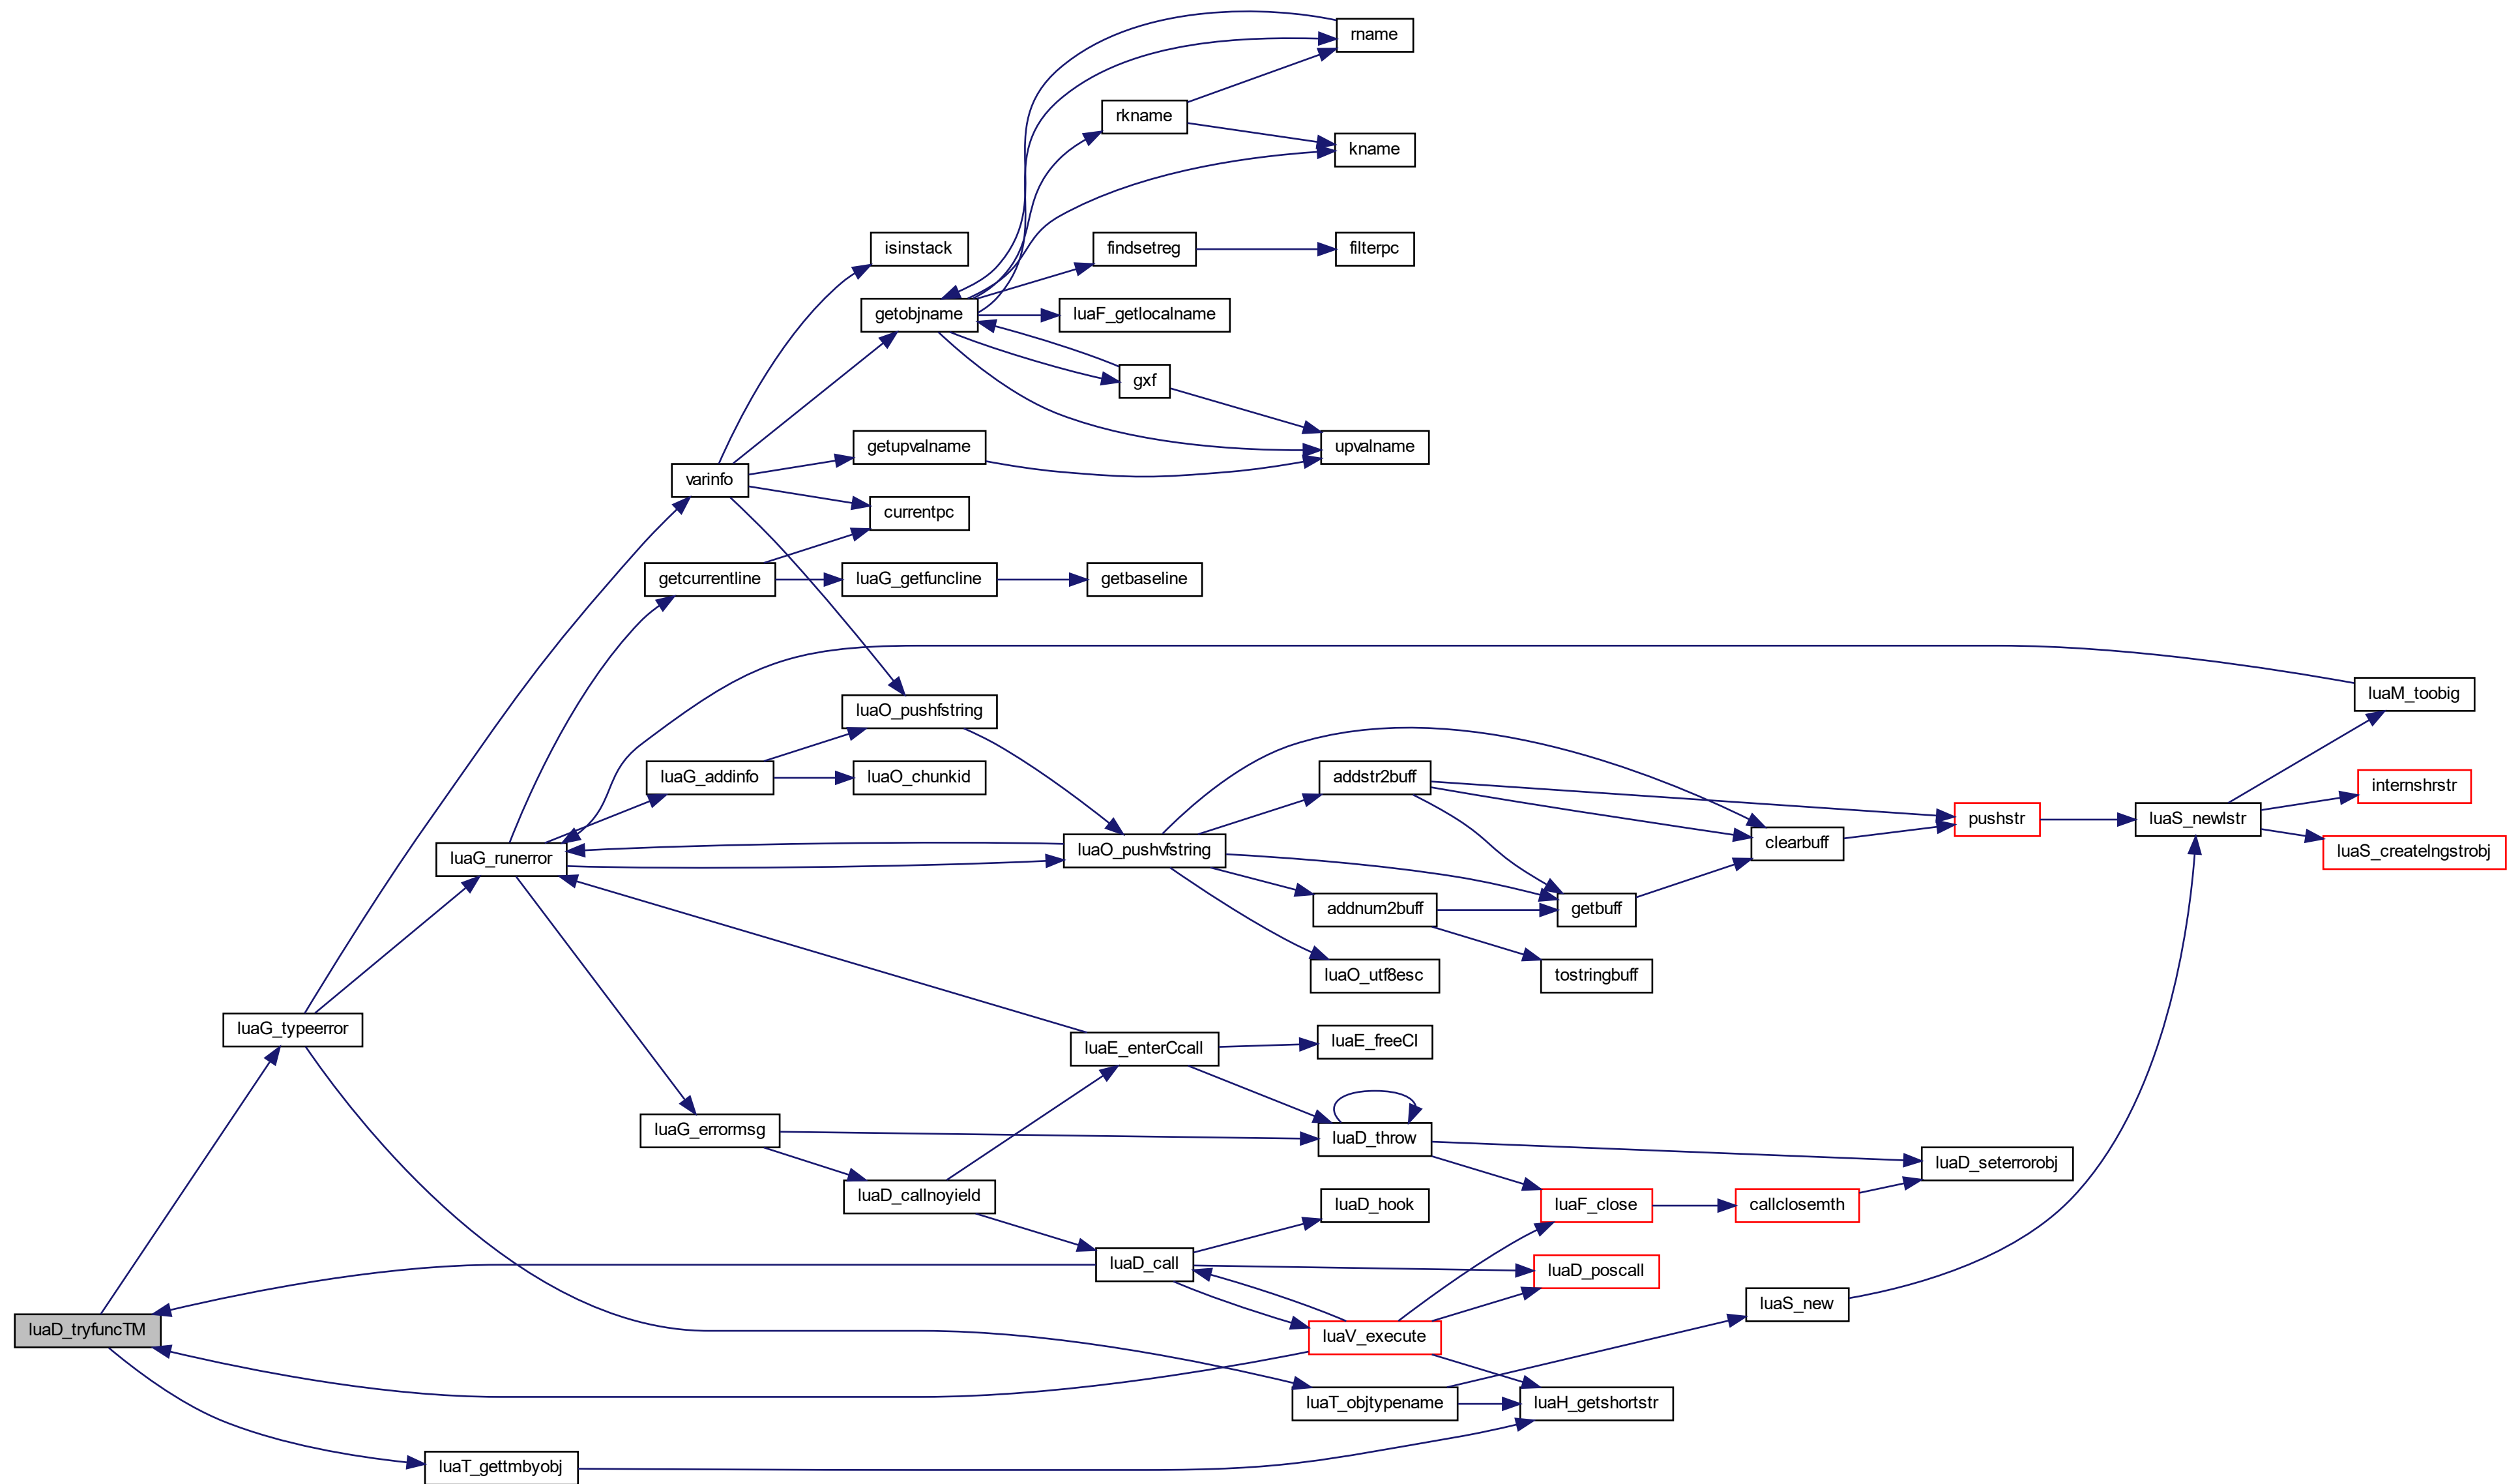 rname
rkname
kname
isinstack
findsetreg
filterpc
getobjname
luaF_getlocalname
gxf
getupvalname
upvalname
varinfo
currentpc
getcurrentline
luaG_getfuncline
getbaseline
luaO_pushfstring
luaM_toobig
luaG_addinfo
luaO_chunkid
addstr2buff
internshrstr
luaG_runerror
luaO_pushvfstring
clearbuff
pushstr
luaS_newlstr
luaS_createlngstrobj
addnum2buff
getbuff
luaO_utf8esc
tostringbuff
luaG_typeerror
luaE_enterCcall
luaE_freeCI
luaG_errormsg
luaD_throw
luaD_seterrorobj
luaD_callnoyield
luaD_hook
luaF_close
callclosemth
luaD_call
luaD_poscall
luaS_new
luaD_tryfuncTM
luaV_execute
luaT_objtypename
luaH_getshortstr
luaT_gettmbyobj